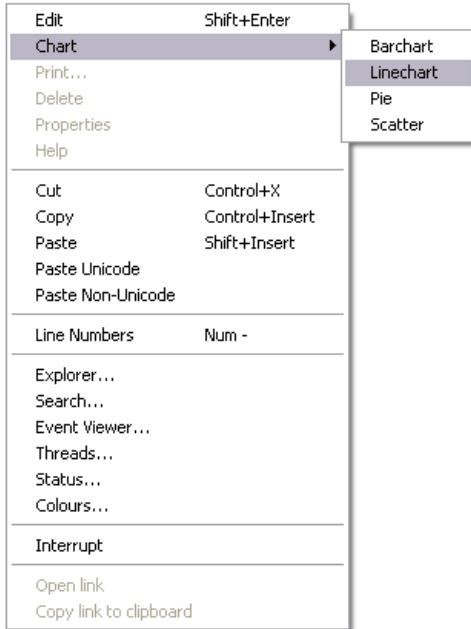 Edit Shift+Enter
Chart
Print...
Delete
Properties
Help
Cut Control+X
Copy Control+Insert
Paste Shift+Insert
Paste Unicode
Paste Non-Unicode
Line Numbers Num -
Explorer...
Search...
Event Viewer...
Threads...
Status...
Colours...
Interrupt
Open link
Copy link to clipboard
Barchart
Linechart
Pie
Scatter